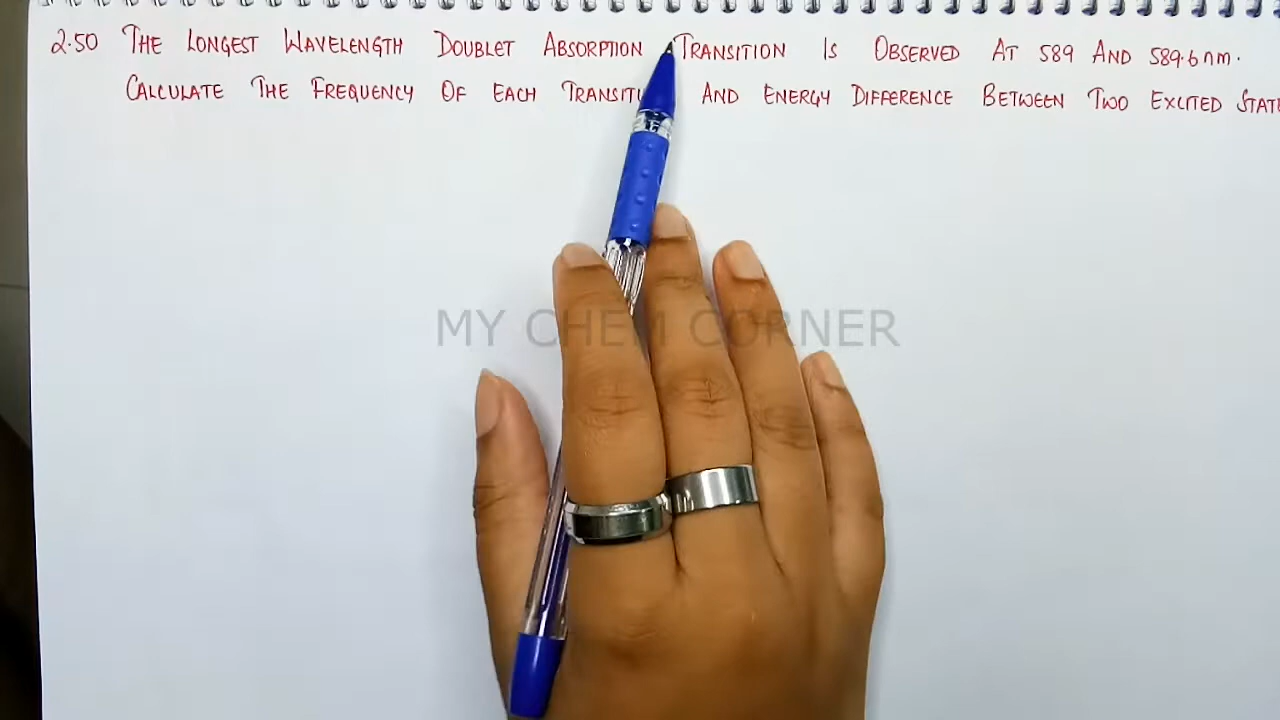 2.50 THE LONGEST WAVELENGTH DOUBLET ABSORPTION TRANSITION IS OBSERVED AT 589 AND 589.6 nm.
CALCULATE THE FREQUENCY OF EACH AND ENERGY DIFFERENCE BETWEEN TWO EXCITED
MY CHEM CORNER